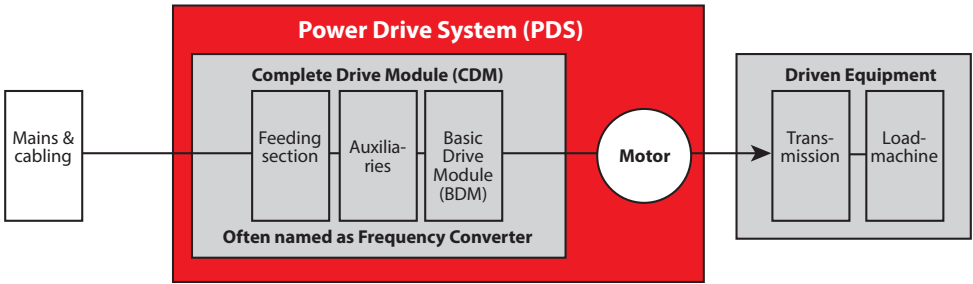 Power Drive System (PDS)
Complete Drive Module (CDM)
Driven Equipment
Mains &
cabling
Feeding
section
Auxilia-
ries
Basic
Drive
Module
(BDM)
Motor
Trans-
mission
Load-
machine
Often named as Frequency Converter